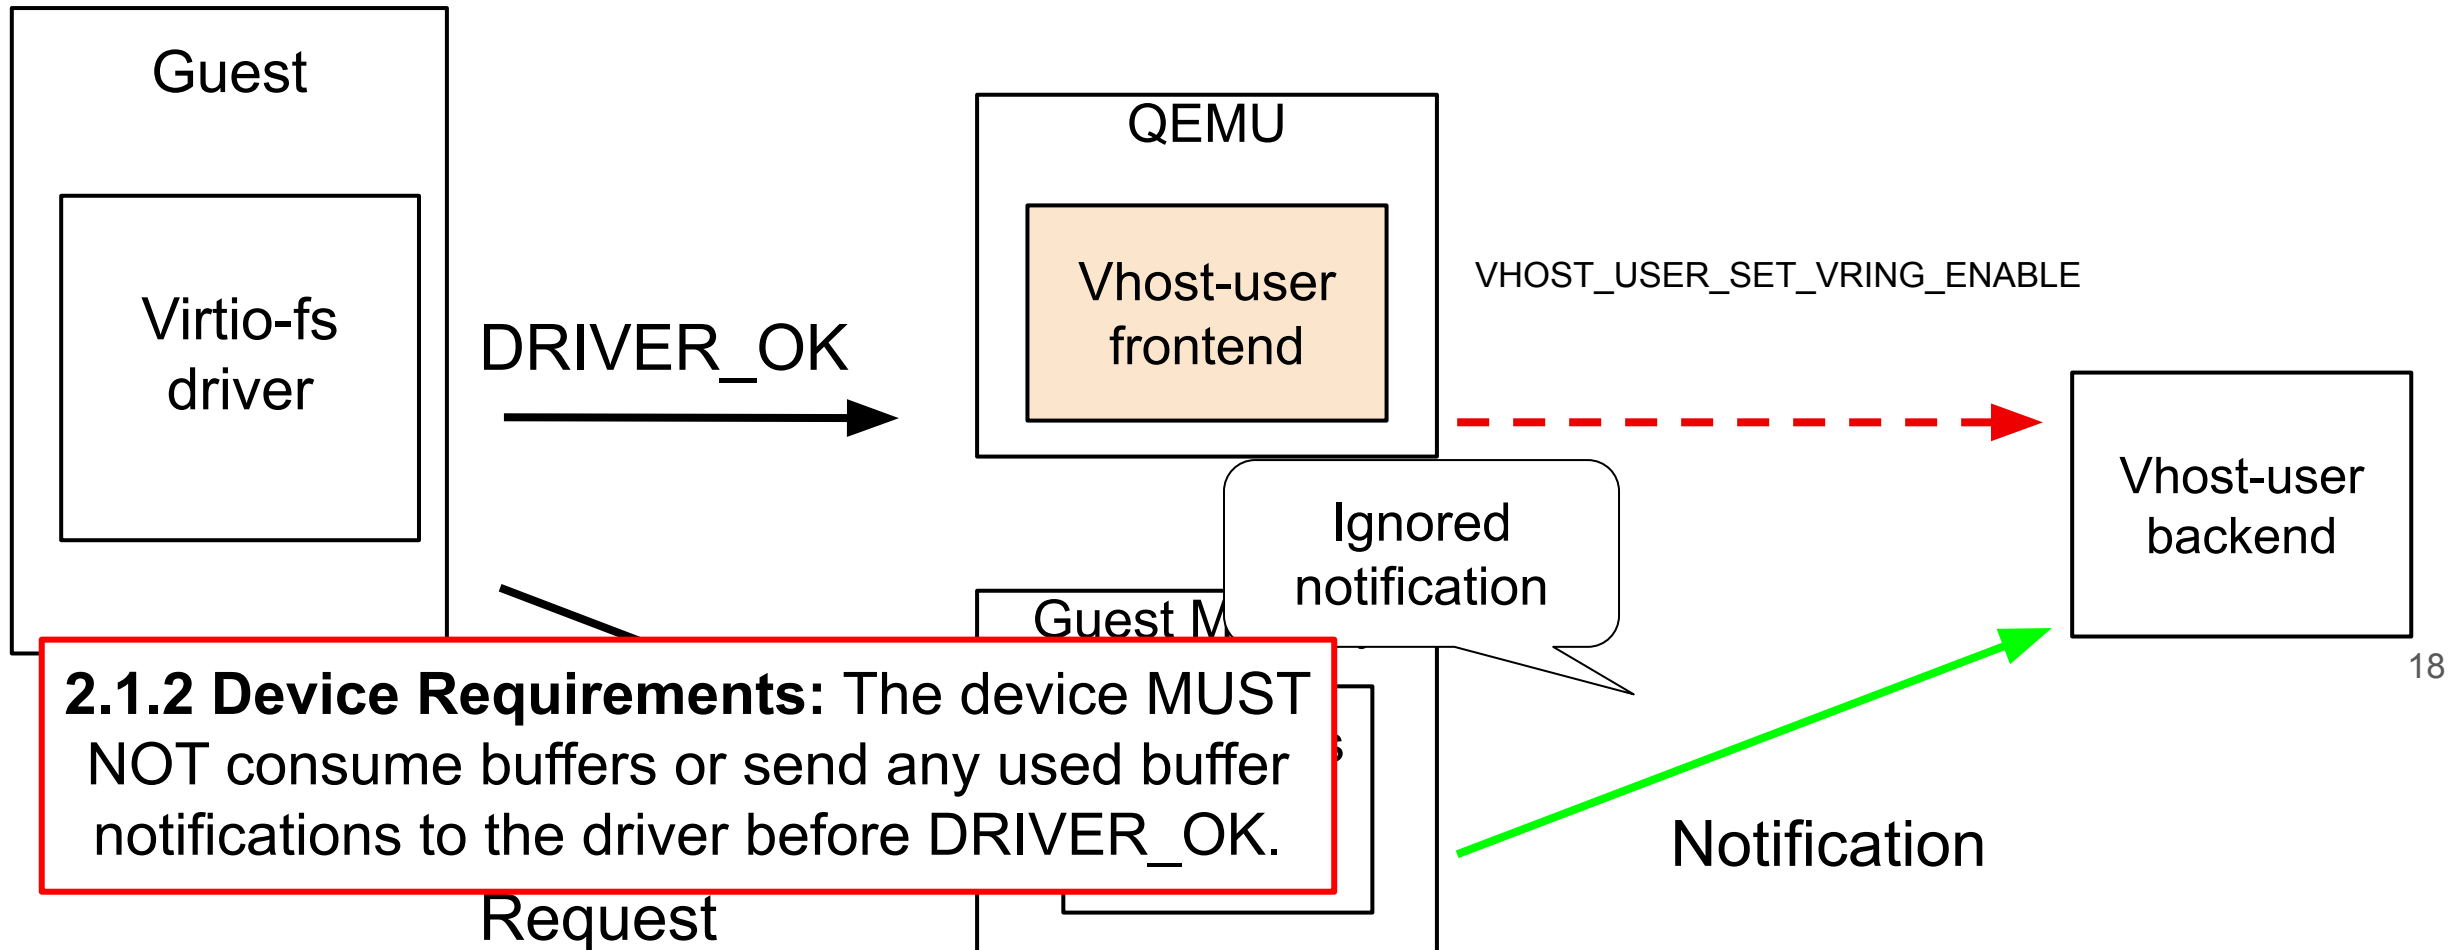 Guest
Virtio-fs
driver
DRIVER_OK
QEMU
Vhost-user
frontend
VHOST_USER_SET_VRING_ENABLE
Vhost-user
backend
Ignored
notification
Guest
2.1.2 Device Requirements: The device MUST
NOT consume buffers or send any used buffer
notifications to the driver before DRIVER_OK.
Request
Notification
18